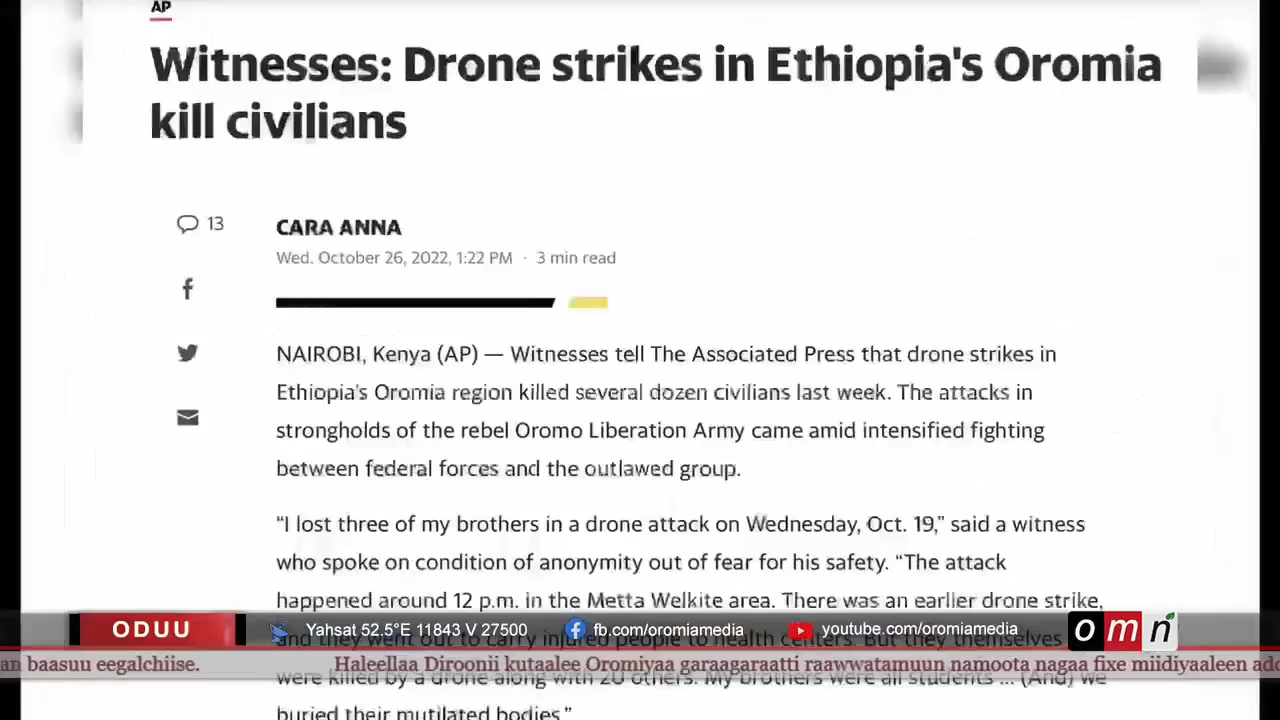 AP
Witnesses: Drone strikes in Ethiopia's Oromia
kill civilians
13
CARA ANNA
Wed. October 26, 2022, 1:22 PM · 3 min read
NAIROBI, Kenya (AP) — Witnesses tell The Associated Press that drone strikes in
Ethiopia's Oromia region killed several dozen civilians last week. The attacks in
strongholds of the rebel Oromo Liberation Army came amid intensified fighting
between federal forces and the outlawed group.
“I lost three of my brothers in a drone attack on Wednesday, Oct. 19,” said a witness
who spoke on condition of anonymity out of fear for his safety. “The attack
happened around 12 p.m. in the Metta Welkite area. There was an earlier drone strike,
and they went out to carry injured people to health centers. But they themselves
were killed by a drone along with 20 others. My brothers were all students ... (And) we
buried their mutilated bodies”
ODUU
Yahsat 52.5°E 11843 V 27500
fb.com/oromiamedia
youtube.com/oromiamedia
omn
an baasuu eegalchiise. Haleellaa Diroonii kutaalee Oromiyaa garaagaraatti raawwatamuun namoota nagaa fixe miidiyaaleen